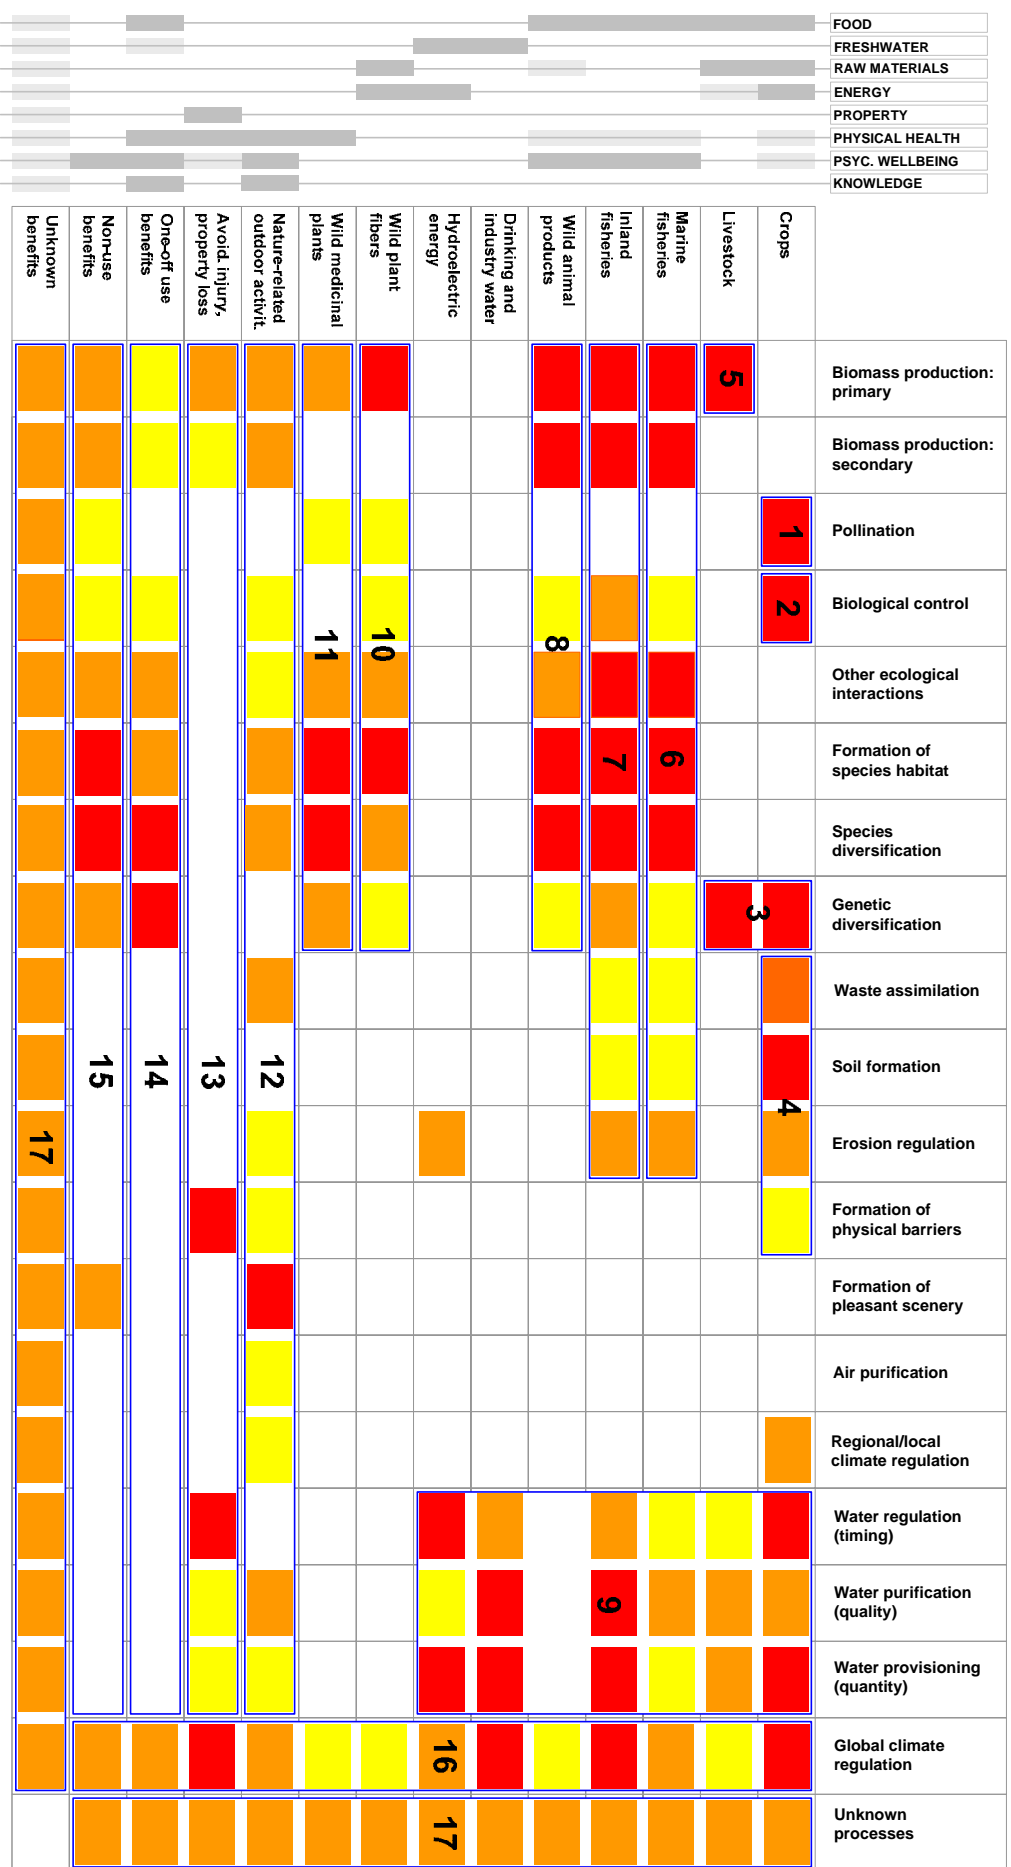 FOOD
FRESHWATER
RAW MATERIALS
ENERGY
PROPERTY
PHYSICAL HEALTH
PSYC. WELLBEING
KNOWLEDGE
Unknown
benefits
Non-use
benefits
One-off use
benefits
Avoid. injury,
property loss
Nature-related
outdoor activit.
Wild medicinal
plants
Wild plant
fibers
Hydroelectric
energy
Drinking and
industry water
Wild animal
products
Inland
fisheries
Marine
fisheries
Livestock
Crops
5
Biomass production:
primary
Biomass production:
secondary
1
Pollination
2
Biological control
11
10
8
Other ecological
interactions
7
6
Formation of
species habitat
Species
diversification
3
Genetic
diversification
Waste assimilation
15
14
13
12
Soil formation
4
17
Erosion regulation
Formation of
physical barriers
Formation of
pleasant scenery
Air purification
Regional/local
climate regulation
Water regulation
(timing)
9
Water purification
(quality)
Water provisioning
(quantity)
16
Global climate
regulation
17
Unknown
processes